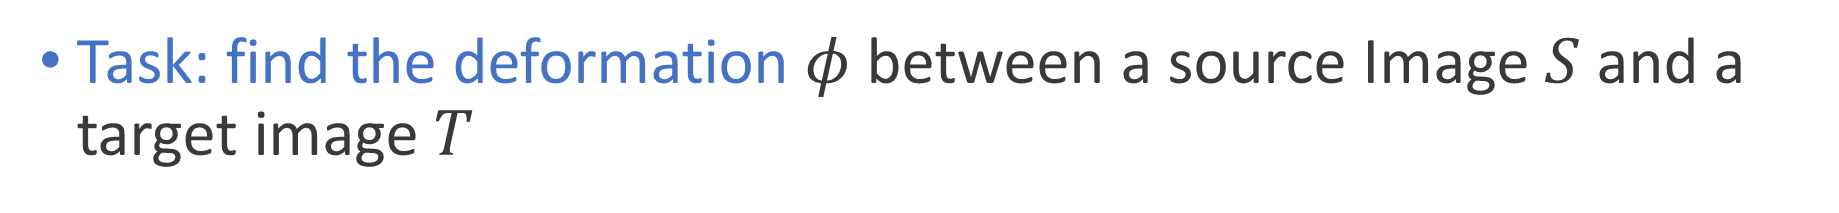 • Task: find the deformation 𝜙 between a source Image 𝑆 and a
target image 𝑇